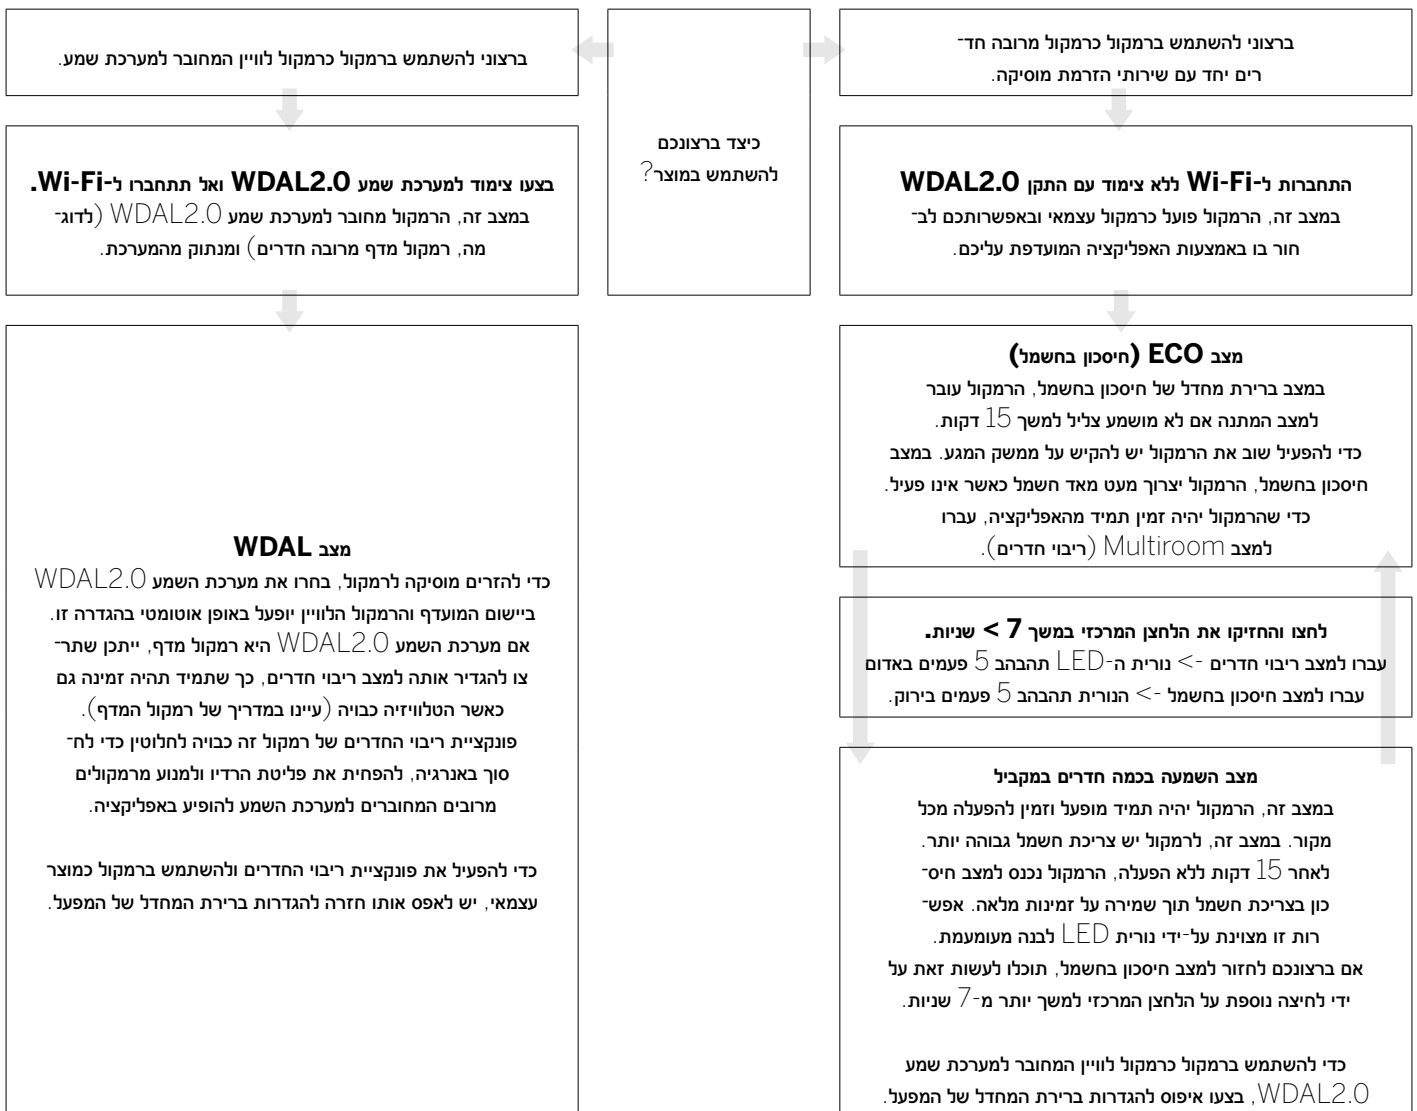 כיצד ברצונכם
להשתמש במוצר?
ברצוני להשתמש ברמקול כרמקול מרובה חד־
רים יחד עם שירותי הזרמת מוסיקה.
התחברות ל-Wi-Fi ללא צימוד עם התקן WDAL2.0
במצב זה, הרמקול פועל כרמקול עצמאי ובאפשרותכם לב־
חור בו באמצעות האפליקציה המועדפת עליכם.
מצב ECO (חיסכון בחשמל)
במצב ברירת מחדל של חיסכון בחשמל, הרמקול עובר
למצב המתנה אם לא מושמע צליל למשך 15 דקות.
כדי להפעיל שוב את הרמקול יש להקיש על ממשק המגע. במצב
חיסכון בחשמל, הרמקול יצרוך מעט מאד חשמל כאשר אינו פעיל.
כדי שהרמקול יהיה זמין תמיד מהאפליקציה, עברו
למצב Multiroom (ריבוי חדרים).
לחצו והחזיקו את הלחצן המרכזי במשך 7 > שניות.
עברו למצב ריבוי חדרים -> נורית ה-LED תהבהב 5 פעמים באדום
עברו למצב חיסכון בחשמל -> הנורית תהבהב 5 פעמים בירוק.
מצב השמעה בכמה חדרים במקביל
במצב זה, הרמקול יהיה תמיד מופעל וזמין להפעלה מכל
מקור. במצב זה, לרמקול יש צריכת חשמל גבוהה יותר.
לאחר 15 דקות ללא הפעלה, הרמקול נכנס למצב חיס־
כון בצריכת חשמל תוך שמירה על זמינות מלאה. אפש־
רות זו מצוינת על-ידי נורית LED לבנה מעומעמת.
אם ברצונכם לחזור למצב חיסכון בחשמל, תוכלו לעשות זאת על
ידי לחיצה נוספת על הלחצן המרכזי למשך יותר מ-7 שניות.
כדי להשתמש ברמקול כרמקול לוויין המחובר למערכת שמע
WDAL2.0, בצעו איפוס להגדרות ברירת המחדל של המפעל.
ברצוני להשתמש ברמקול כרמקול לוויין המחובר למערכת שמע.
בצעו צימוד למערכת שמע WDAL2.0 ואל תתחברו ל-Wi-Fi.
במצב זה, הרמקול מחובר למערכת שמע WDAL2.0 (לדוג־
מה, רמקול מדף מרובה חדרים) ומנתוק מהמערכת.
מצב WDAL
כדי להזרים מוסיקה לרמקול, בחרו את מערכת השמע WDAL2.0
ביישום המועדף והרמקול הלוויין יופעל באופן אוטומטי בהגדרה זו.
אם מערכת השמע WDAL2.0 היא רמקול מדף, ייתכן שתר־
צו להגדיר אותה למצב ריבוי חדרים, כך שתמיד תהיה זמינה גם
כאשר הטלוויזיה כבויה (עיינו במדריך של רמקול המדף).
פונקציית ריבוי החדרים של רמקול זה כבויה לחלוטין כדי לח־
סוך באנרגיה, להפחית את פליטת הרדיו ולמנוע מרמקולים
מרובים המחוברים למערכת השמע להופיע באפליקציה.
כדי להפעיל את פונקציית ריבוי החדרים ולהשתמש ברמקול כמוצר
עצמאי, יש לאפס אותו חזרה להגדרות ברירת המחדל של המפעל.